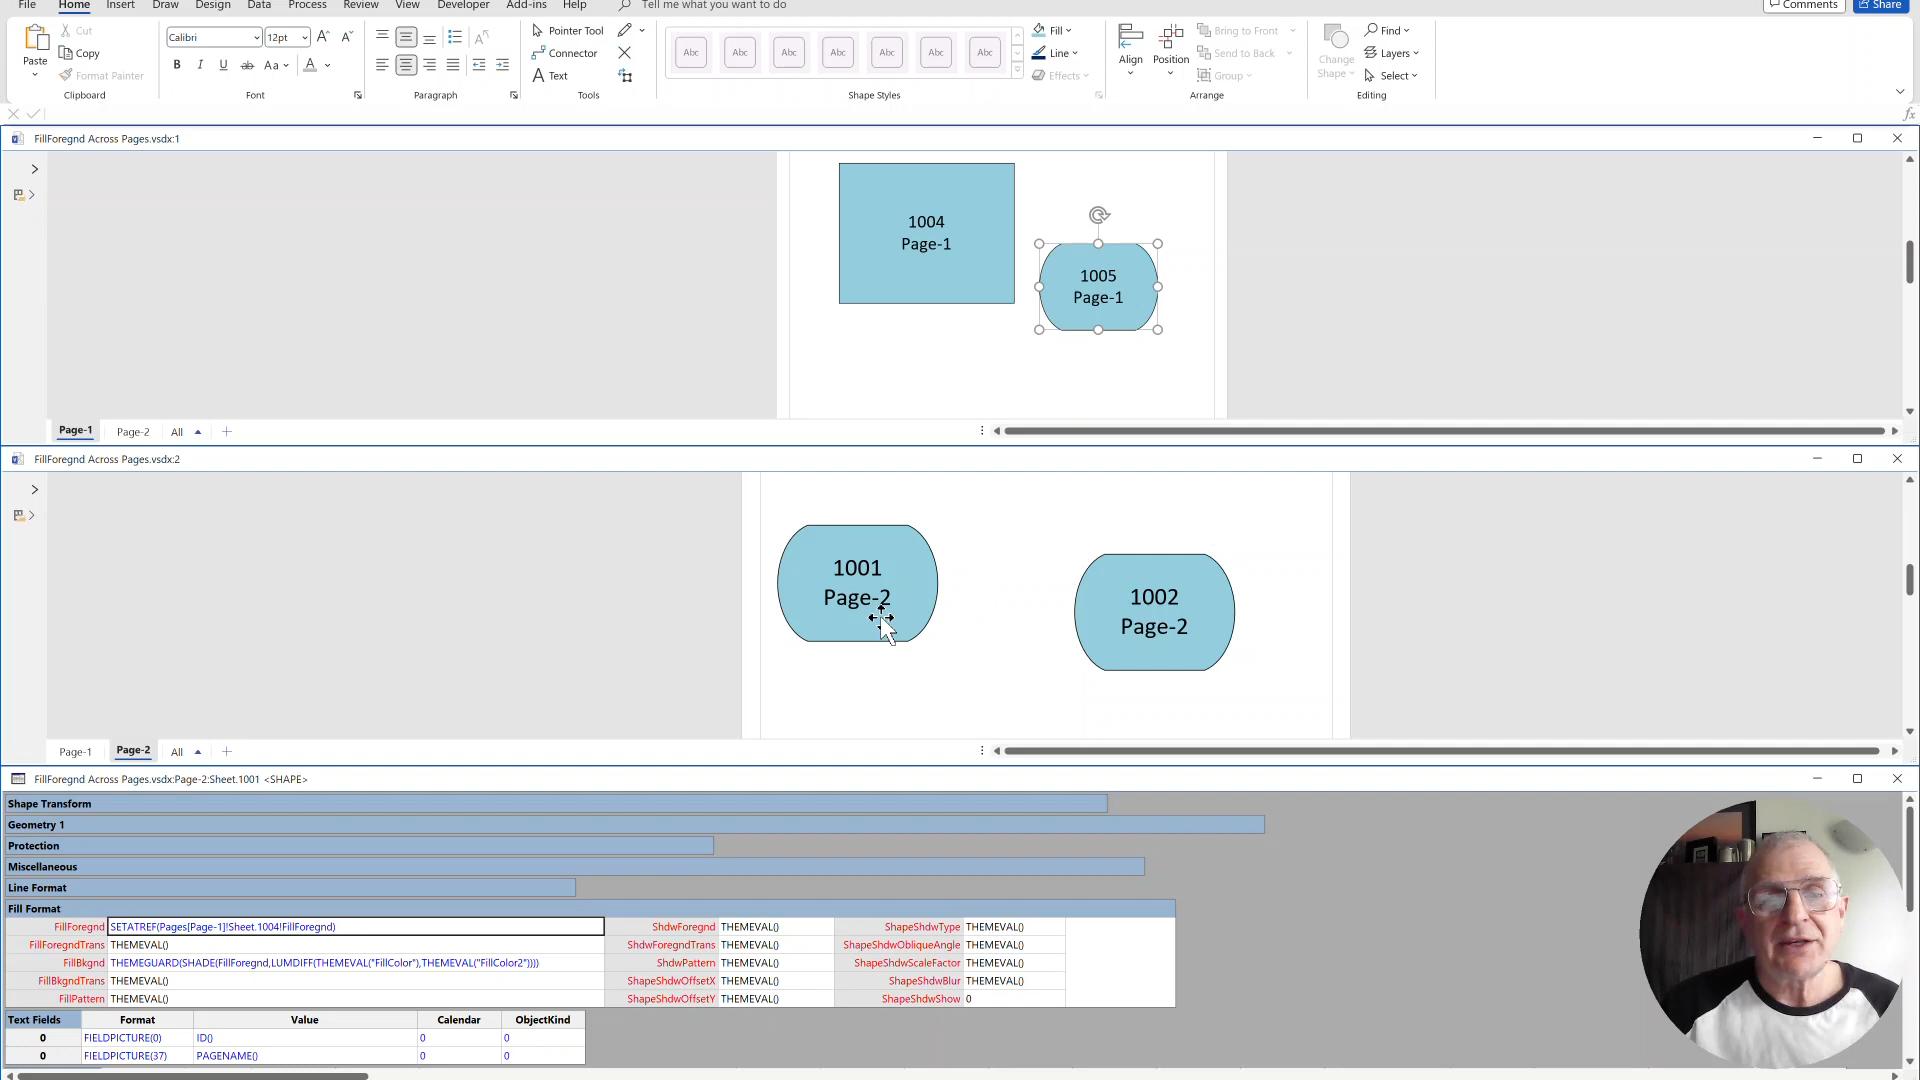 File Home Insert Draw Design Data Process Review View Developer Add-ins Help Tell me what you want to do Comments Share
Paste Cut Copy Format Painter
Calibri 12pt
Pointer Tool
Connector
Text
Abc Abc Abc Abc Abc Abc Abc
Fill
Line
Effects
Align Position
Bring to Front
Send to Back
Group
Change Shape
Find
Layers
Select
Clipboard Font Paragraph Tools Shape Styles Arrange Editing
FillForegnd Across Pages.vsdx:1
1004
Page-1
1005
Page-1
Page-1 Page-2 All
FillForegnd Across Pages.vsdx:2
1001
Page-2
1002
Page-2
Page-1 Page-2 All
FillForegnd Across Pages.vsdx:Page-2:Sheet.1001 <SHAPE>
Shape Transform
Geometry 1
Protection
Miscellaneous
Line Format
Fill Format
FillForegnd SETATREF(Pages[Page-1]!Sheet.1004!FillForegnd) ShdwForegnd THEMEVAL() ShapeShdwType THEMEVAL()
FillForegndTrans THEMEVAL() ShdwForegndTrans THEMEVAL() ShapeShdwObliqueAngle THEMEVAL()
FillBkgnd THEMEGUARD(SHADE(FillForegnd,LUMDIFF(THEMEVAL("FillColor"),THEMEVAL("FillColor2")))) ShdwPattern THEMEVAL() ShapeShdwScaleFactor THEMEVAL()
FillBkgndTrans THEMEVAL() ShapeShdwOffsetX THEMEVAL() ShapeShdwBlur THEMEVAL()
FillPattern THEMEVAL() ShapeShdwOffsetY THEMEVAL() ShapeShdwShow 0
Text Fields Format Value Calendar ObjectKind
0 FIELDPICTURE(0) ID() 0 0
0 FIELDPICTURE(37) PAGENAME() 0 0